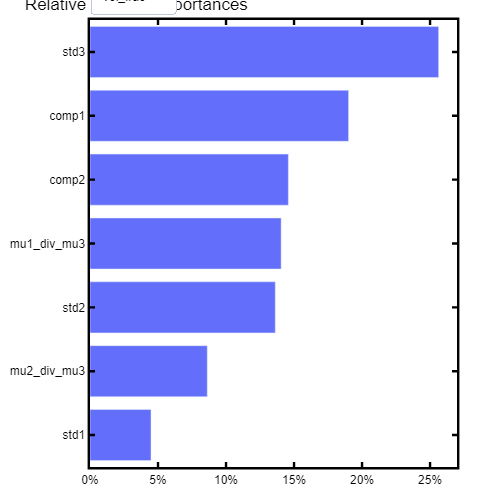 Relative portances
std3
comp1
comp2
mu1_div_mu3
std2
mu2_div_mu3
std1
0% 5% 10% 15% 20% 25%